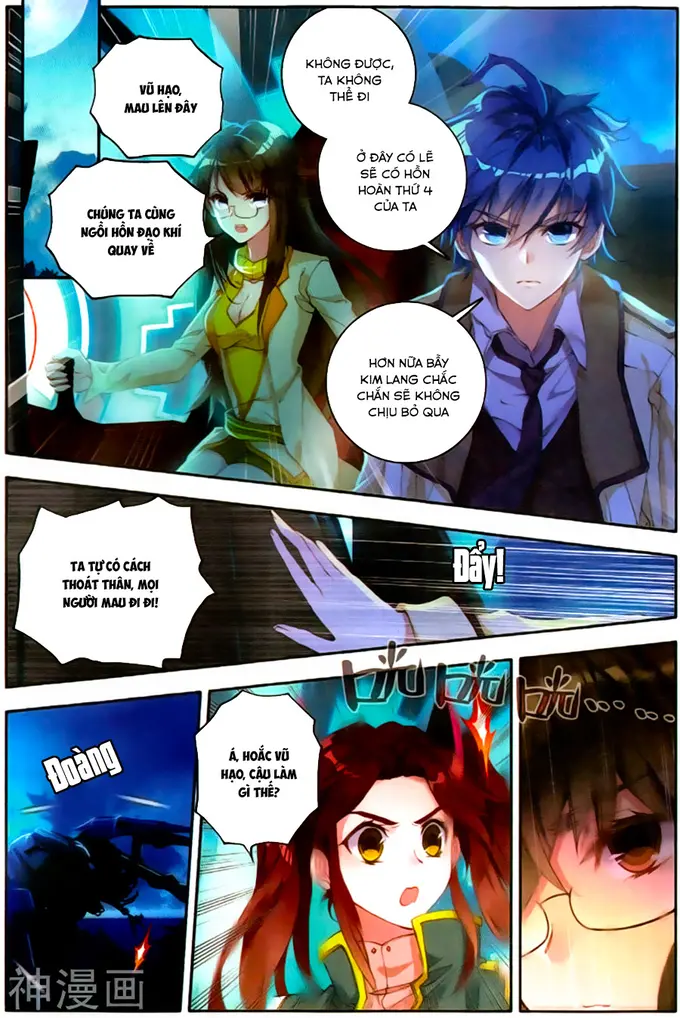 VŨ HẠO,
MAU LÊN ĐÂY
KHÔNG ĐƯỢC,
TA KHÔNG
THỂ ĐI
CHÚNG TA CÙNG
NGỒI HỒN ĐẠO KHÍ
QUAY VỀ
Ở ĐÂY CÓ LẼ
SẼ CÓ HỒN
HOÀN THỨ 4
CỦA TA
HƠN NỮA BẦY
KIM LANG CHẮC
CHẮN SẼ KHÔNG
CHỊU BỎ QUA
TA TỰ CÓ CÁCH
THOÁT THÂN, MỌI
NGƯỜI MAU ĐI ĐI!
Đẩy!
咣 咣 咣……
Đoàng
Á, HOẮC VŨ
HẠO, CẬU LÀM
GÌ THẾ?
神漫画